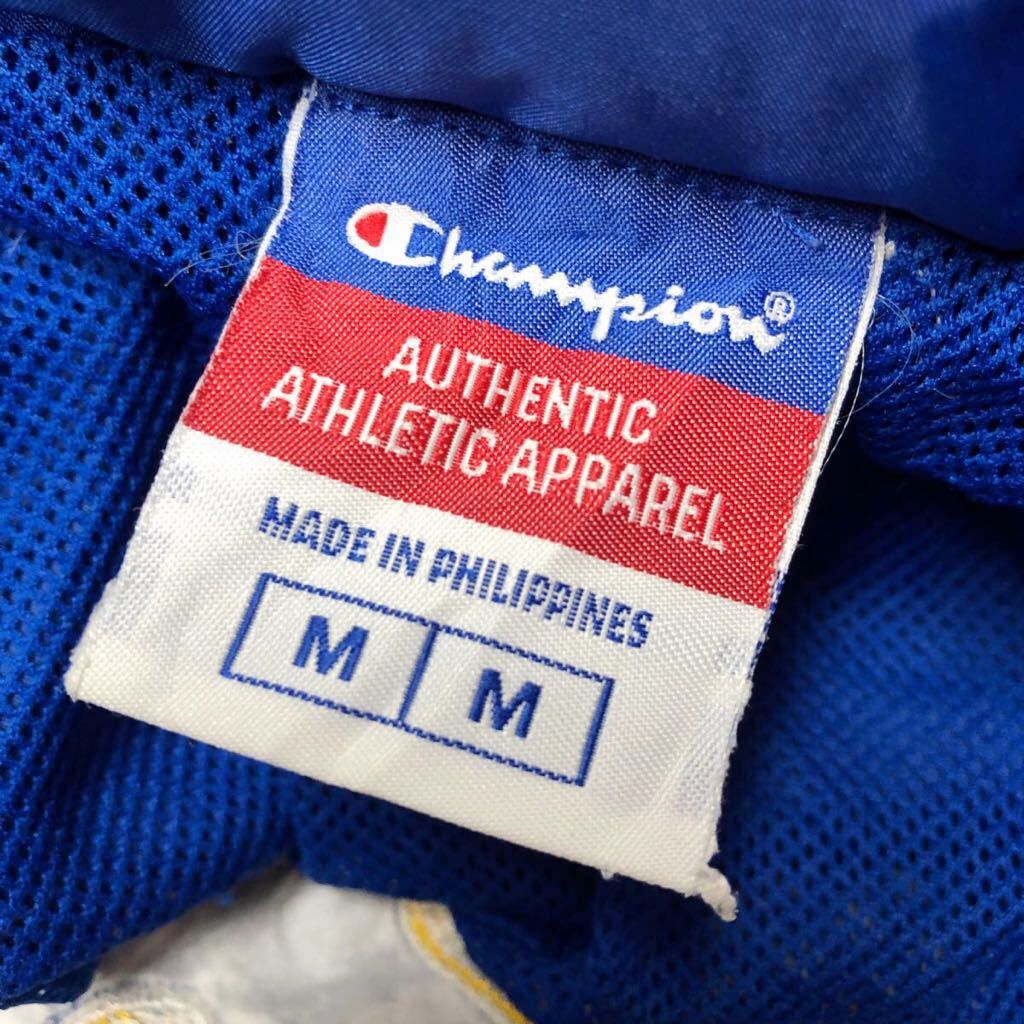 Champion®
AUTHENTIC
ATHLETIC APPAREL
MADE IN PHILIPPINES
M M